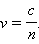 v = c/n.